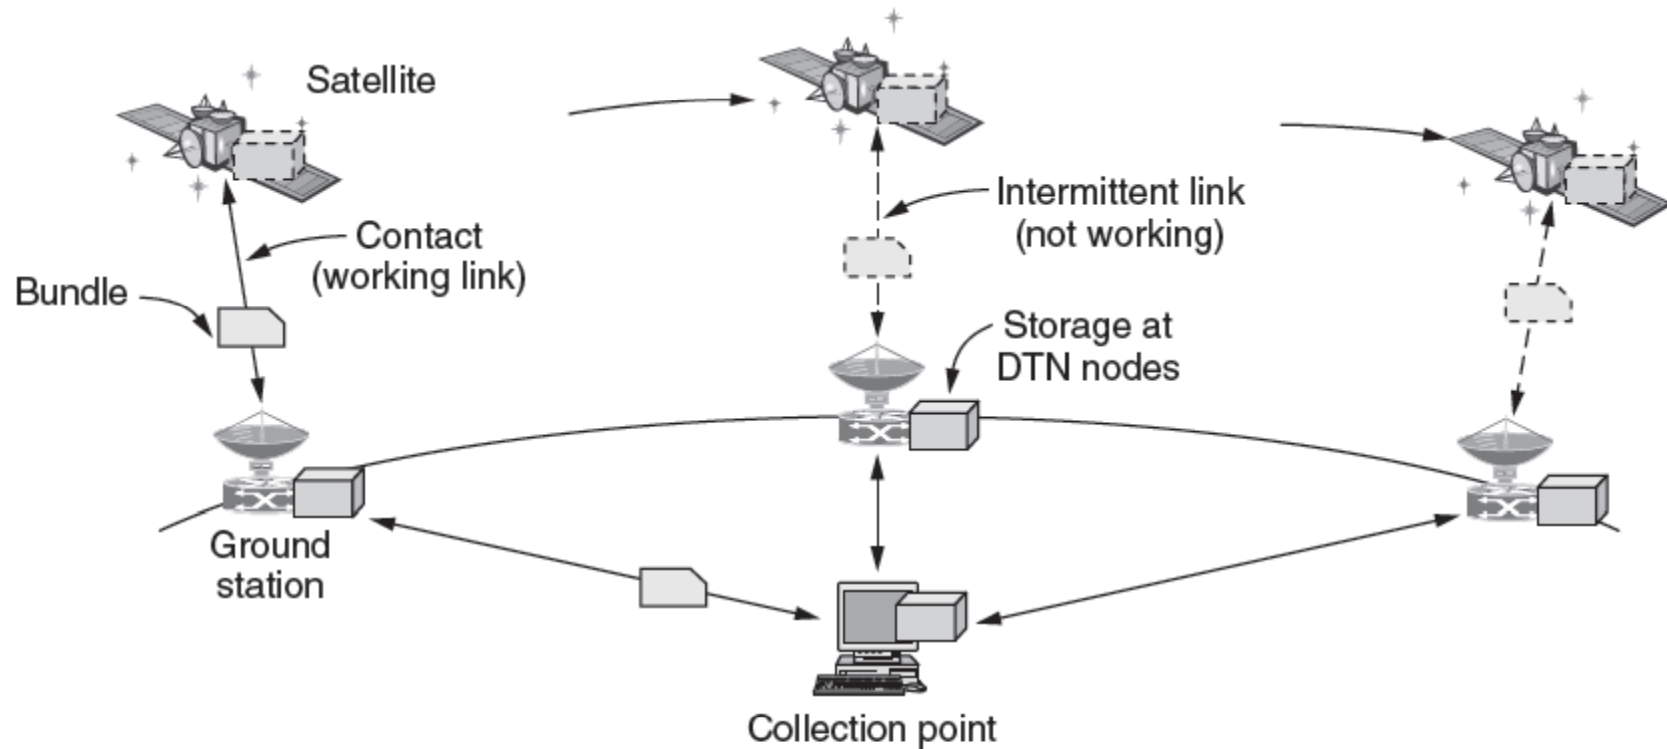 Satellite
Intermittent link
(not working)
Contact
(working link)
Bundle
Storage at
DTN nodes
Ground
station
Collection point